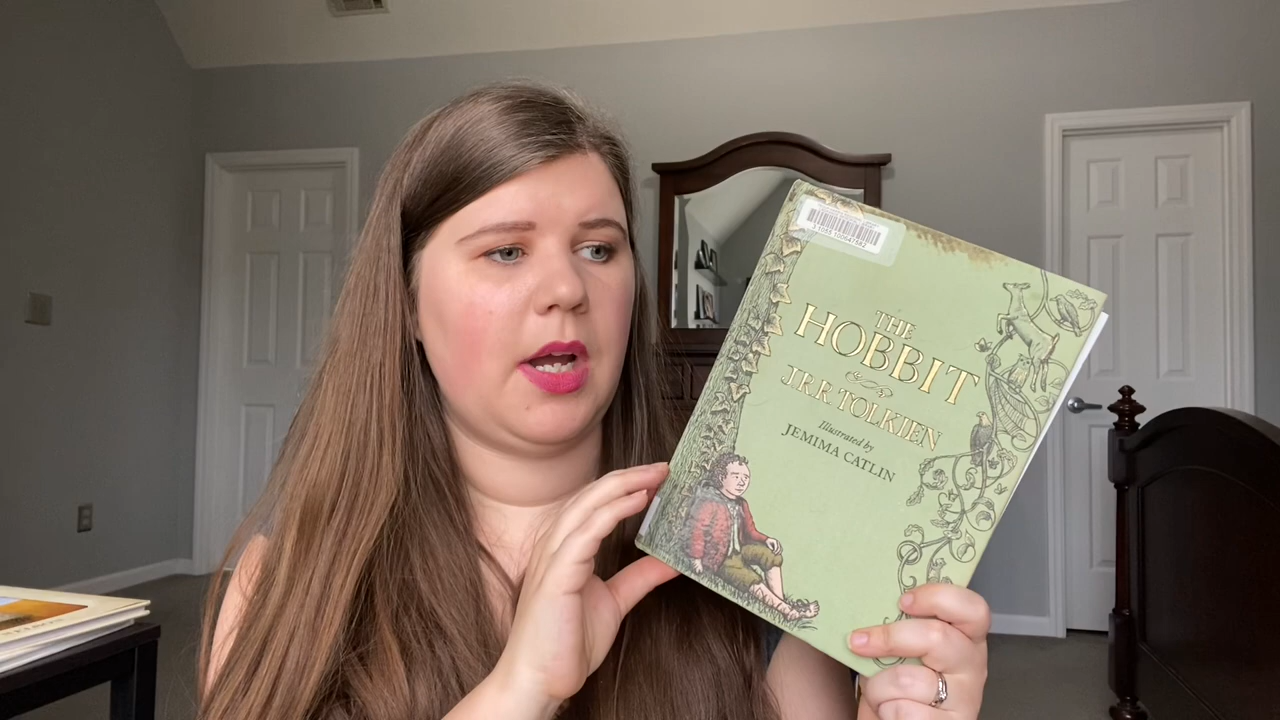 THE
HOBBIT
J.R.R. TOLKIEN
Illustrated by
JEMIMA CATLIN